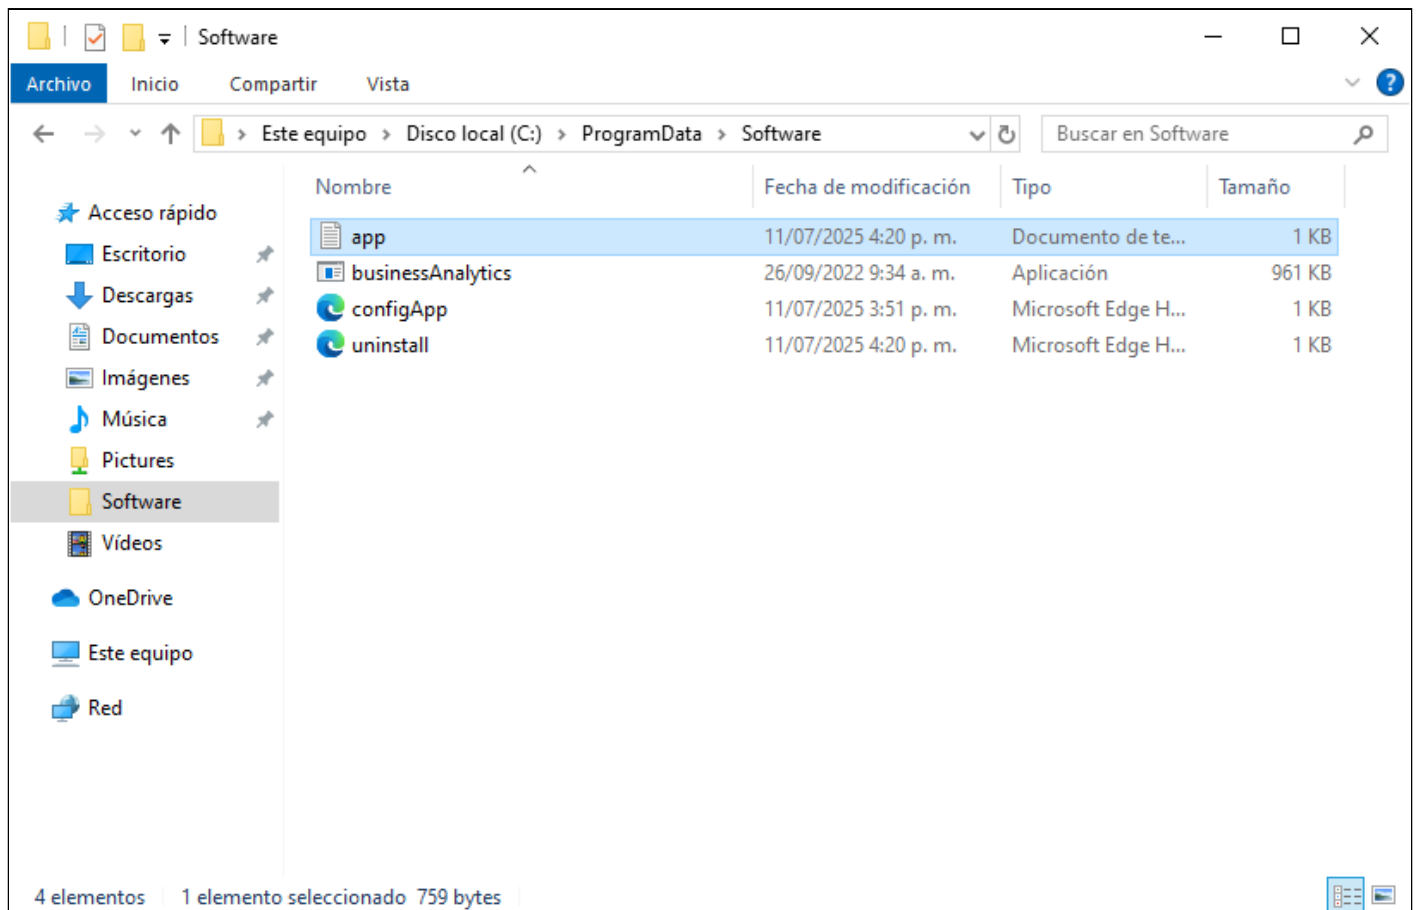 Software
Archivo Inicio Compartir Vista
Este equipo > Disco local (C:) > ProgramData > Software Buscar en Software
Nombre Fecha de modificación Tipo Tamaño
Acceso rápido
app 11/07/2025 4:20 p. m. Documento de te... 1 KB
Escritorio
businessAnalytics 26/09/2022 9:34 a. m. Aplicación 961 KB
Descargas
configApp 11/07/2025 3:51 p. m. Microsoft Edge H... 1 KB
Documentos
uninstall 11/07/2025 4:20 p. m. Microsoft Edge H... 1 KB
Imágenes
Música
Pictures
Software
Vídeos
OneDrive
Este equipo
Red
4 elementos 1 elemento seleccionado 759 bytes